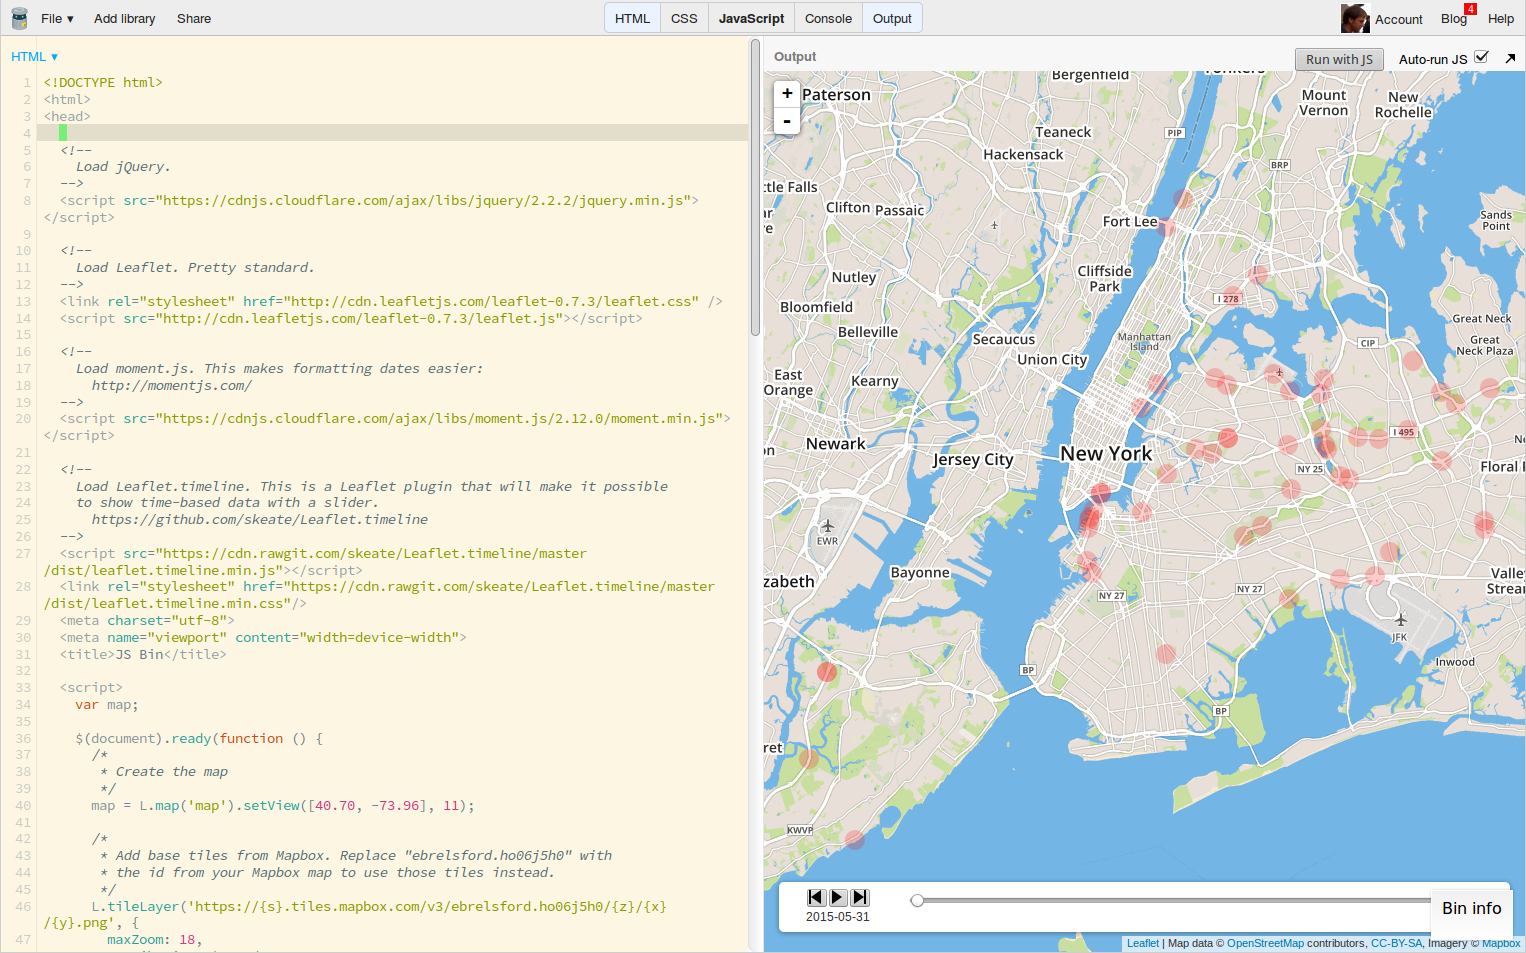 File ▾ Add library Share HTML CSS JavaScript Console Output Account Blog 4 Help
HTML ▾
1 <!DOCTYPE html>
2 <html>
3 <head>
4
5 <!--
6 Load jQuery.
7 -->
8 <script src="https://cdnjs.cloudflare.com/ajax/libs/jquery/2.2.2/jquery.min.js">
</script>
9
10 <!--
11 Load Leaflet. Pretty standard.
12 -->
13 <link rel="stylesheet" href="http://cdn.leafletjs.com/leaflet-0.7.3/leaflet.css" />
14 <script src="http://cdn.leafletjs.com/leaflet-0.7.3/leaflet.js"></script>
15
16 <!--
17 Load moment.js. This makes formatting dates easier:
18 http://momentjs.com/
19 -->
20 <script src="https://cdnjs.cloudflare.com/ajax/libs/moment.js/2.12.0/moment.min.js">
</script>
21
22 <!--
23 Load Leaflet.timeline. This is a Leaflet plugin that will make it possible
24 to show time-based data with a slider.
25 https://github.com/skeate/Leaflet.timeline
26 -->
27 <script src="https://cdn.rawgit.com/skeate/Leaflet.timeline/master
/dist/leaflet.timeline.min.js"></script>
28 <link rel="stylesheet" href="https://cdn.rawgit.com/skeate/Leaflet.timeline/master
/dist/leaflet.timeline.min.css"/>
29 <meta charset="utf-8">
30 <meta name="viewport" content="width=device-width">
31 <title>JS Bin</title>
32
33 <script>
34 var map;
35
36 $(document).ready(function () {
37 /*
38 * Create the map
39 */
40 map = L.map('map').setView([40.70, -73.96], 11);
41
42 /*
43 * Add base tiles from Mapbox. Replace "ebrelsford.ho06j5h0" with
44 * the id from your Mapbox map to use those tiles instead.
45 */
46 L.tileLayer('https://{s}.tiles.mapbox.com/v3/ebrelsford.ho06j5h0/{z}/{x}
/{y}.png', {
47 maxZoom: 18,
Output Run with JS Auto-run JS
+
-
Bergenfield
Paterson
Mount
Vernon
New
Rochelle
Teaneck
PIP
Hackensack
BRP
ttle Falls
Clifton
Passaic
Fort Lee
Sands
Point
Cliffside
Park
Nutley
I 278
Bloomfield
Belleville
Secaucus
Manhattan
Island
CIP
Great Neck
Great
Neck Plaza
Union City
East
Orange
Kearny
Newark
I 495
New York
Jersey City
NY 25
Floral
EWR
zabeth
Bayonne
NY 27
NY 27
Valley
Strea
JFK
Inwood
BP
BP
ret
KWVP
2015-05-31
Bin info
Leaflet | Map data © OpenStreetMap contributors, CC-BY-SA, Imagery © Mapbox